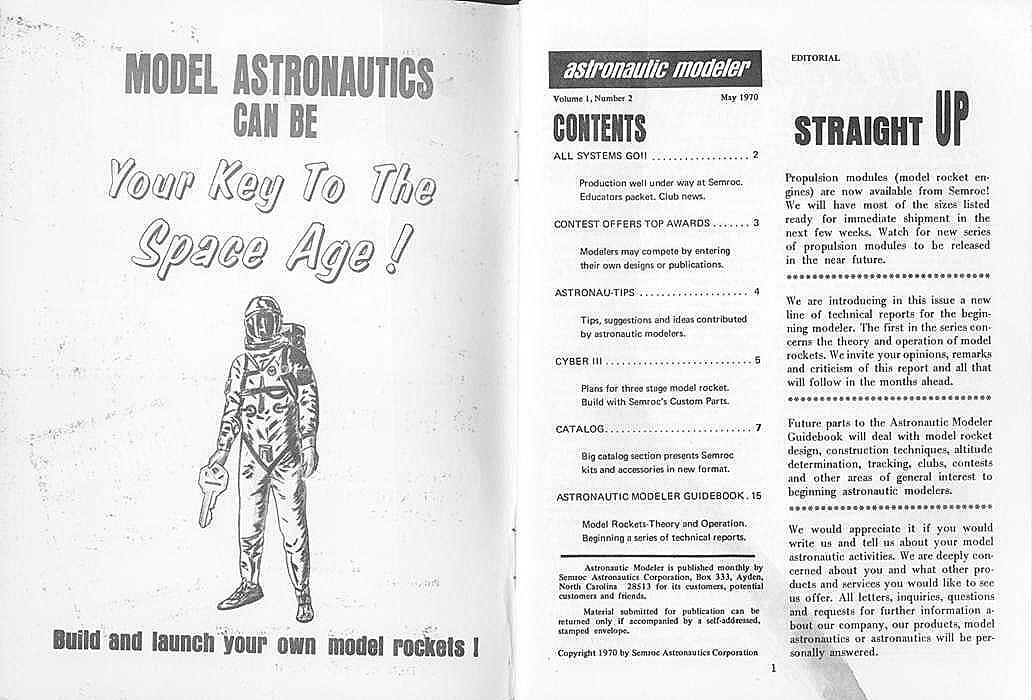 MODEL ASTRONAUTICS
CAN BE
Your Key To The
Space Age!
Build and launch your own model rockets !
astronautic modeler
Volume 1, Number 2 May 1970
CONTENTS
ALL SYSTEMS GO!! .................. 2
Production well under way at Semroc.
Educators packet. Club news.
CONTEST OFFERS TOP AWARDS ....... 3
Modelers may compete by entering
their own designs or publications.
ASTRONAU-TIPS .................... 4
Tips, suggestions and ideas contributed
by astronautic modelers.
CYBER III ........................... 5
Plans for three stage model rocket.
Build with Semroc's Custom Parts.
CATALOG........................... 7
Big catalog section presents Semroc
kits and accessories in new format.
ASTRONAUTIC MODELER GUIDEBOOK . 15
Model Rockets-Theory and Operation.
Beginning a series of technical reports.
Astronautic Modeler is published monthly by
Semroc Astronautics Corporation, Box 333, Ayden,
North Carolina 28513 for its customers, potential
customers and friends.
Material submitted for publication can be
returned only if accompanied by a self-addressed,
stamped envelope.
Copyright 1970 by Semroc Astronautics Corporation
EDITORIAL
STRAIGHT UP
Propulsion modules (model rocket en-
gines) are now available from Semroc!
We will have most of the sizes listed
ready for immediate shipment in the
next few weeks. Watch for new series
of propulsion modules to be released
in the near future.
*******************************
We are introducing in this issue a new
line of technical reports for the begin-
ning modeler. The first in the series con-
cerns the theory and operation of model
rockets. We invite your opinions, remarks
and criticism of this report and all that
will follow in the months ahead.
*******************************
Future parts to the Astronautic Modeler
Guidebook will deal with model rocket
design, construction techniques, altitude
determination, tracking, clubs, contests
and other areas of general interest to
beginning astronautic modelers.
*******************************
We would appreciate it if you would
write us and tell us about your model
astronautic activities. We are deeply con-
cerned about you and what other pro-
ducts and services you would like to see
us offer. All letters, inquiries, questions
and requests for further information a-
bout our company, our products, model
astronautics or astronautics will be per-
sonally answered.
1